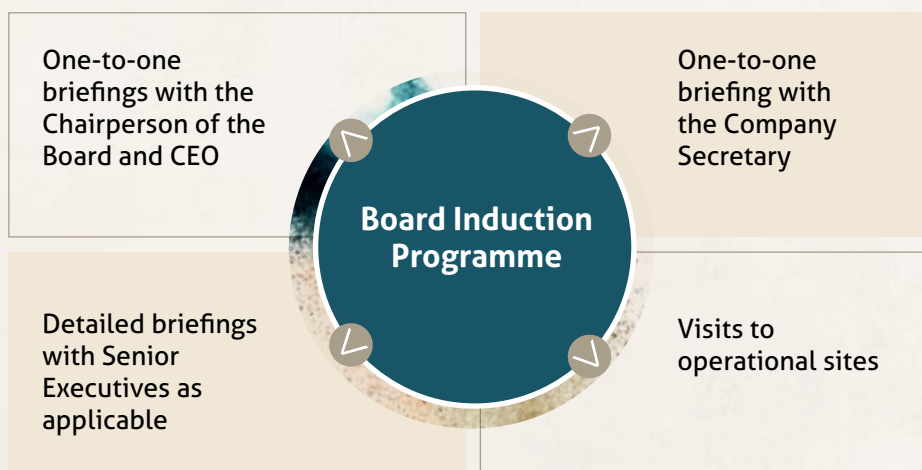 One-to-one
briefings with the
Chairperson of the
Board and CEO
One-to-one
briefing with
the Company
Secretary
Board Induction
Programme
Detailed briefings
with Senior
Executives as
applicable
Visits to
operational sites